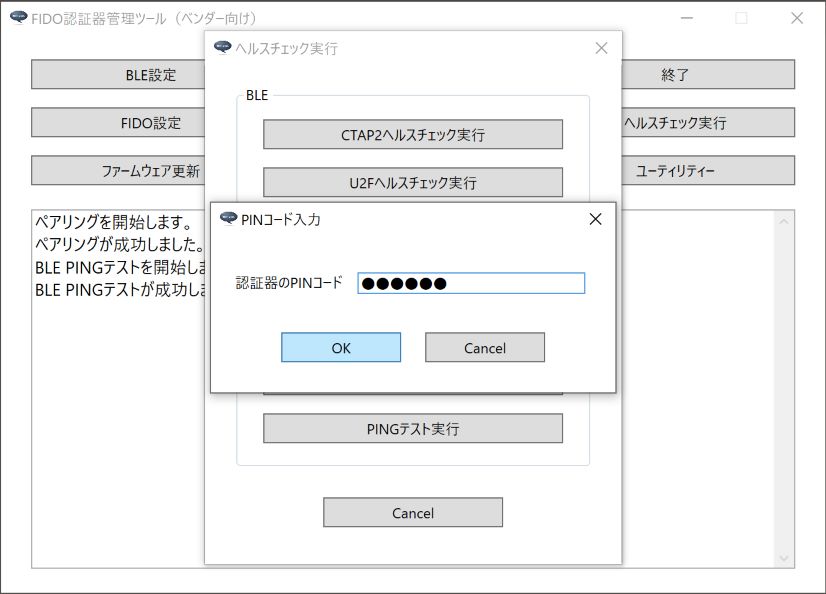 FIDO認証器管理ツール（ベンダー向け）
ヘルスチェック実行
BLE設定
終了
BLE
FIDO設定
CTAP2ヘルスチェック実行
ヘルスチェック実行
ファームウェア更新
U2Fヘルスチェック実行
ユーティリティー
ペアリングを開始します。
ペアリングが成功しました。
BLE PINGテストを開始しま
BLE PINGテストが成功しま
PINコード入力
認証器のPINコード
●●●●●●
OK
Cancel
PINGテスト実行
Cancel